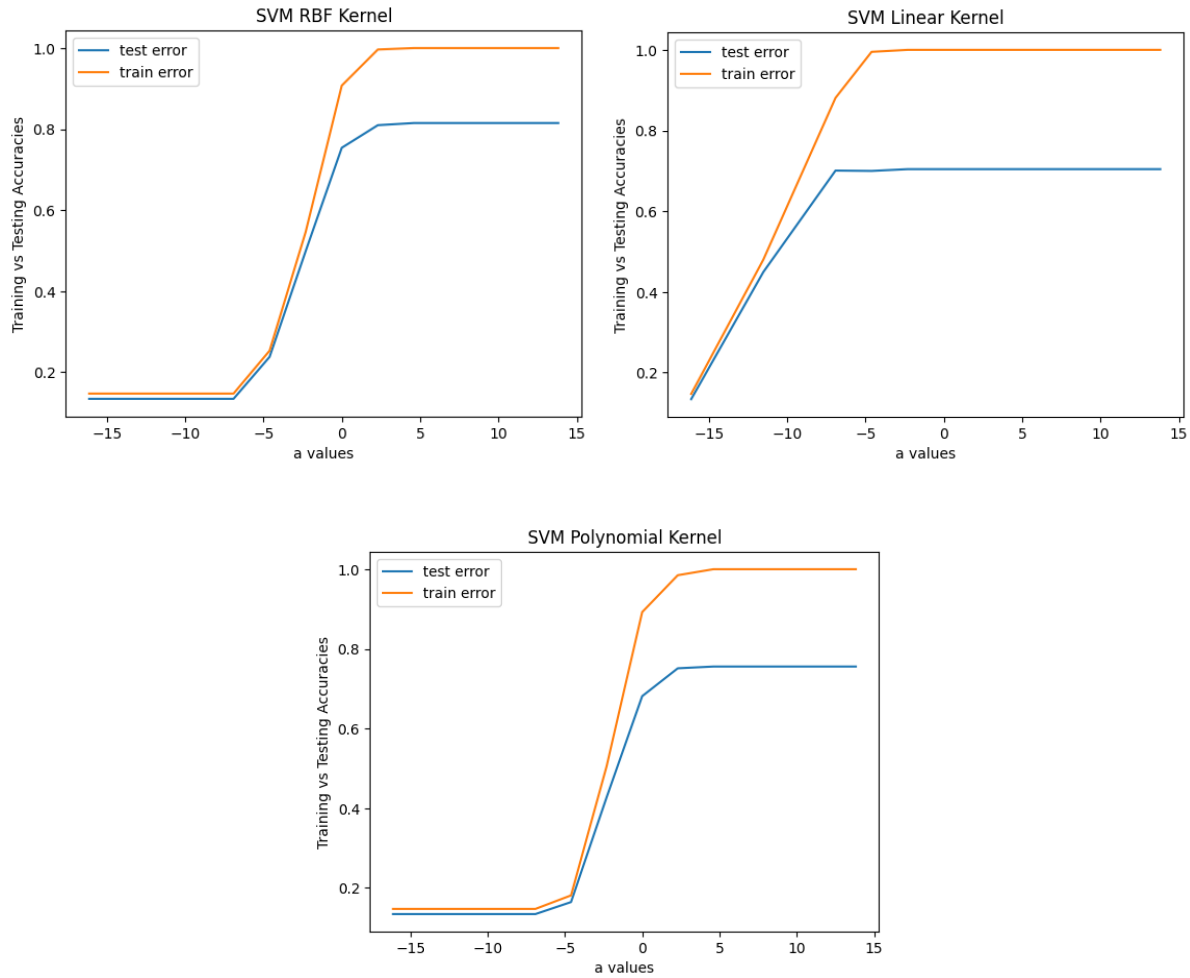 SVM RBF Kernel
test error
train error
Training vs Testing Accuracies
1.0
0.8
0.6
0.4
0.2
−15 −10 −5 0 5 10 15
a values
SVM Linear Kernel
test error
train error
Training vs Testing Accuracies
1.0
0.8
0.6
0.4
0.2
−15 −10 −5 0 5 10 15
a values
SVM Polynomial Kernel
test error
train error
Training vs Testing Accuracies
1.0
0.8
0.6
0.4
0.2
−15 −10 −5 0 5 10 15
a values